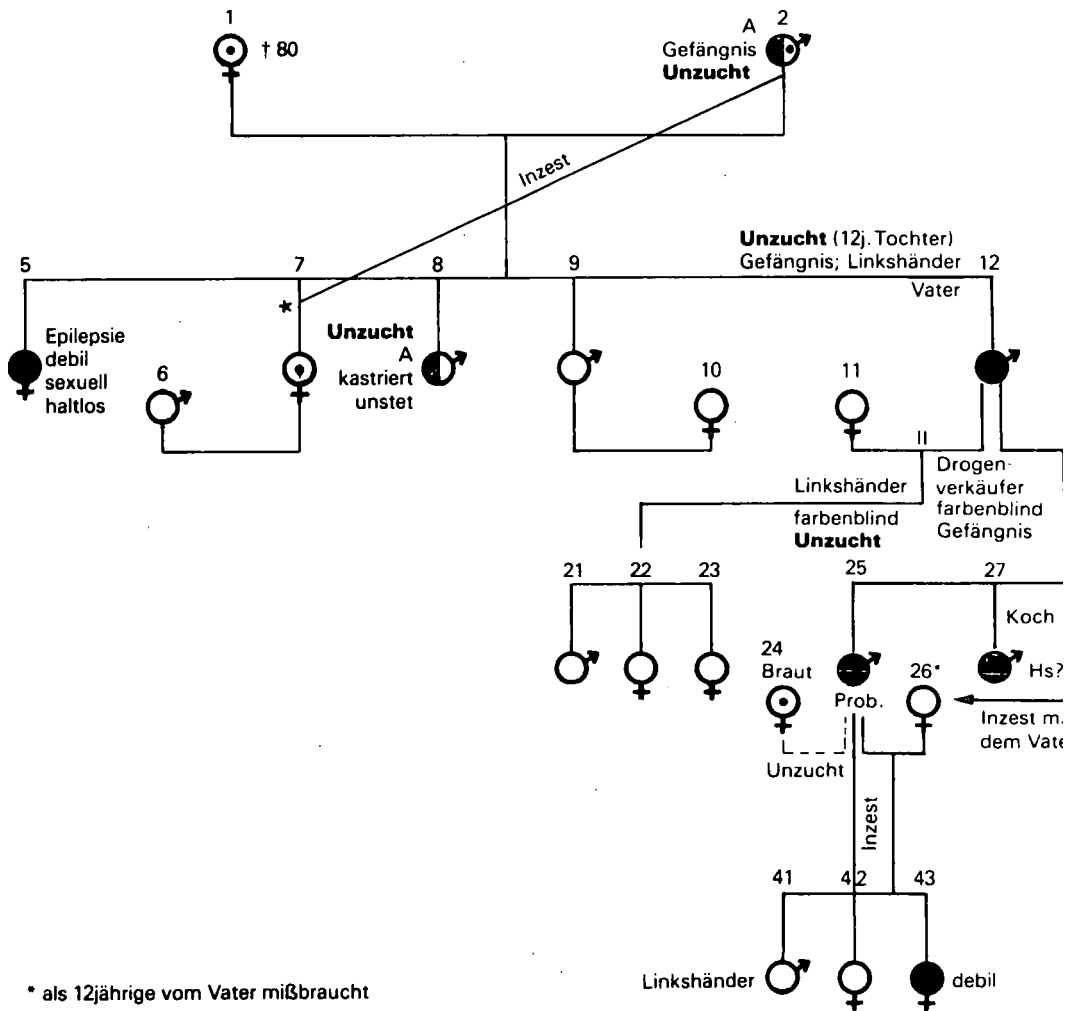 1
† 80
A 2
Gefängnis
Unzucht
Inzest
Unzucht (12j. Tochter)
Gefängnis; Linkshänder
Vater
5
7
8
9
12
*
Epilepsie
debil
sexuell
haltlos
6
Unzucht
A
kastriert
unstet
10
11
II
Linkshänder
farbenblind
Unzucht
Drogen-
verkäufer
farbenblind
Gefängnis
21
22
23
25
27
Koch
24
Braut
Prob.
26*
Hs?
Inzest m.
dem Vate
Unzucht
Inzest
41
42
43
Linkshänder
debil
* als 12jährige vom Vater mißbraucht